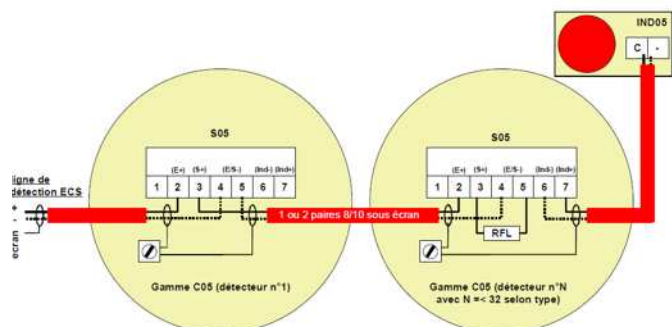 IND05
C -
S05
(E+) (S+) (E/S-) (Ind-) (Ind+)
1 2 3 4 5 6 7
S05
(E+) (S+) (E/S-) (Ind-) (Ind+)
1 2 3 4 5 6 7
igne de
détection ECS
+
-
ecran
1 ou 2 paires 8/10 sous écran
RFL
Gamme C05 (détecteur n°1)
Gamme C05 (détecteur n°N
avec N =< 32 selon type)